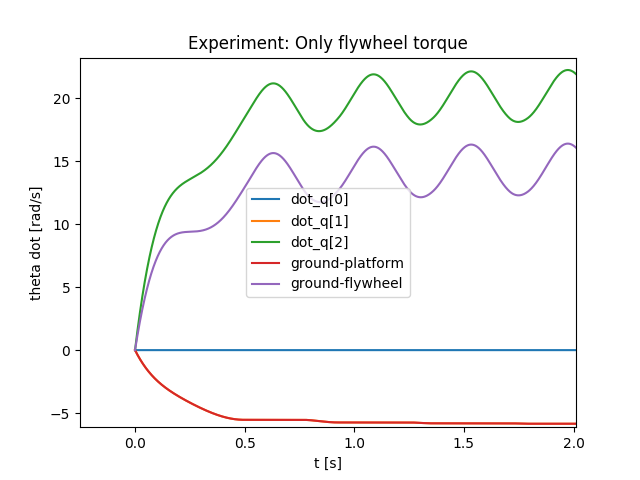 Experiment: Only flywheel torque
theta dot [rad/s]
20
15
10
5
0
−5
dot_q[0]
dot_q[1]
dot_q[2]
ground-platform
ground-flywheel
0.0
0.5
1.0
1.5
2.0
t [s]